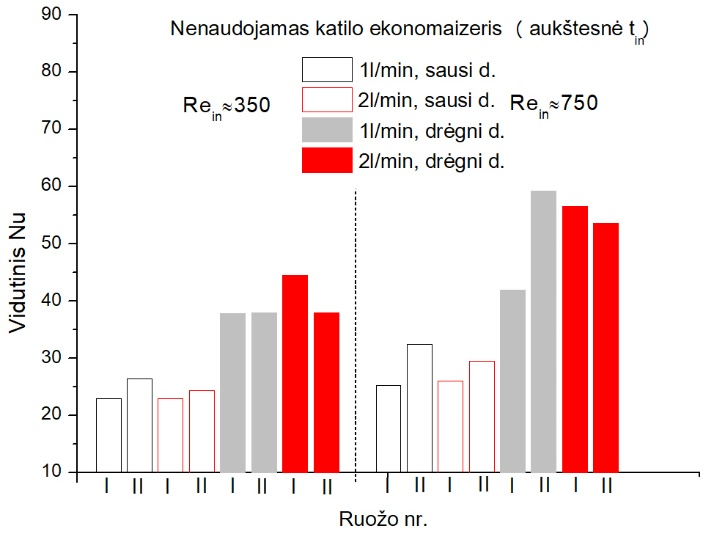 Nenaudojamas katilo ekonomaizeris ( aukštesnė tin)
1l/min, sausi d.
2l/min, sausi d.
1l/min, drėgni d.
2l/min, drėgni d.
Rein≈350
Rein≈750
Vidutinis Nu
90
80
70
60
50
40
30
20
10
I II I II I II I II I II I II I II I II
Ruožo nr.